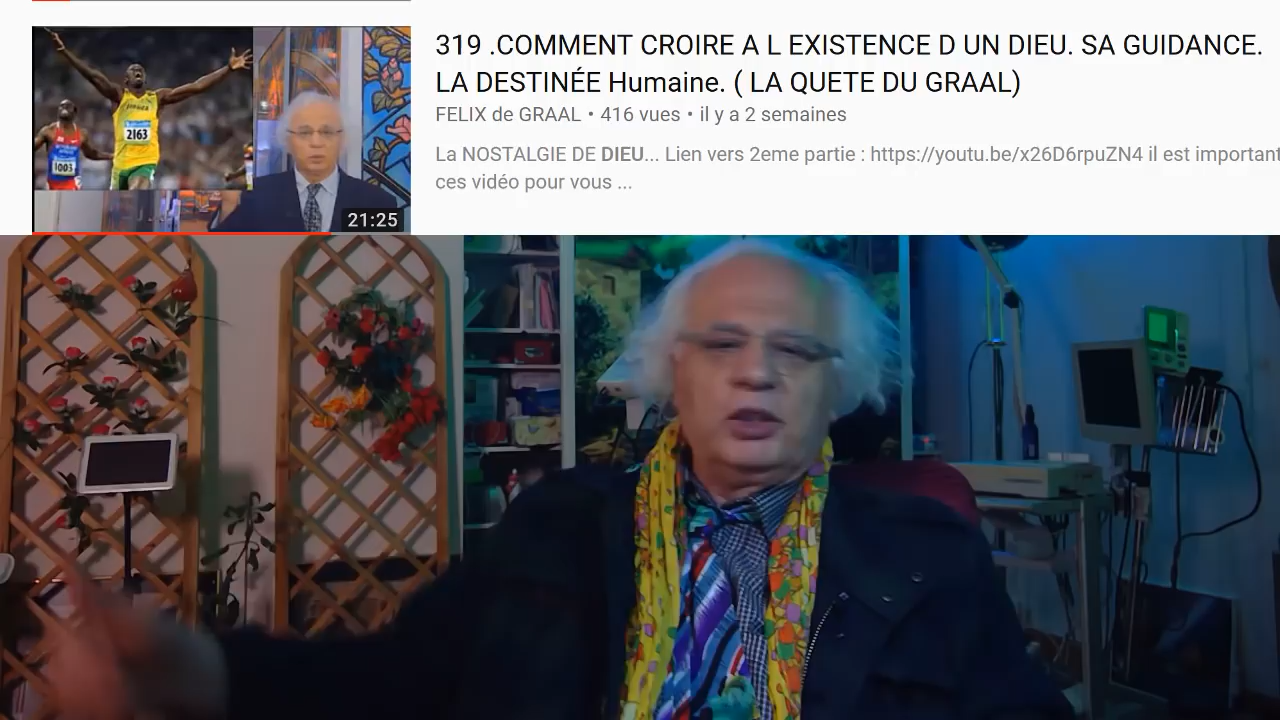 319 .COMMENT CROIRE A L EXISTENCE D UN DIEU. SA GUIDANCE.
LA DESTINÉE Humaine. ( LA QUETE DU GRAAL)
FELIX de GRAAL • 416 vues • il y a 2 semaines
La NOSTALGIE DE DIEU... Lien vers 2eme partie : https://youtu.be/x26D6rpuZN4 il est important
ces vidéo pour vous ...
2163
1003
21:25